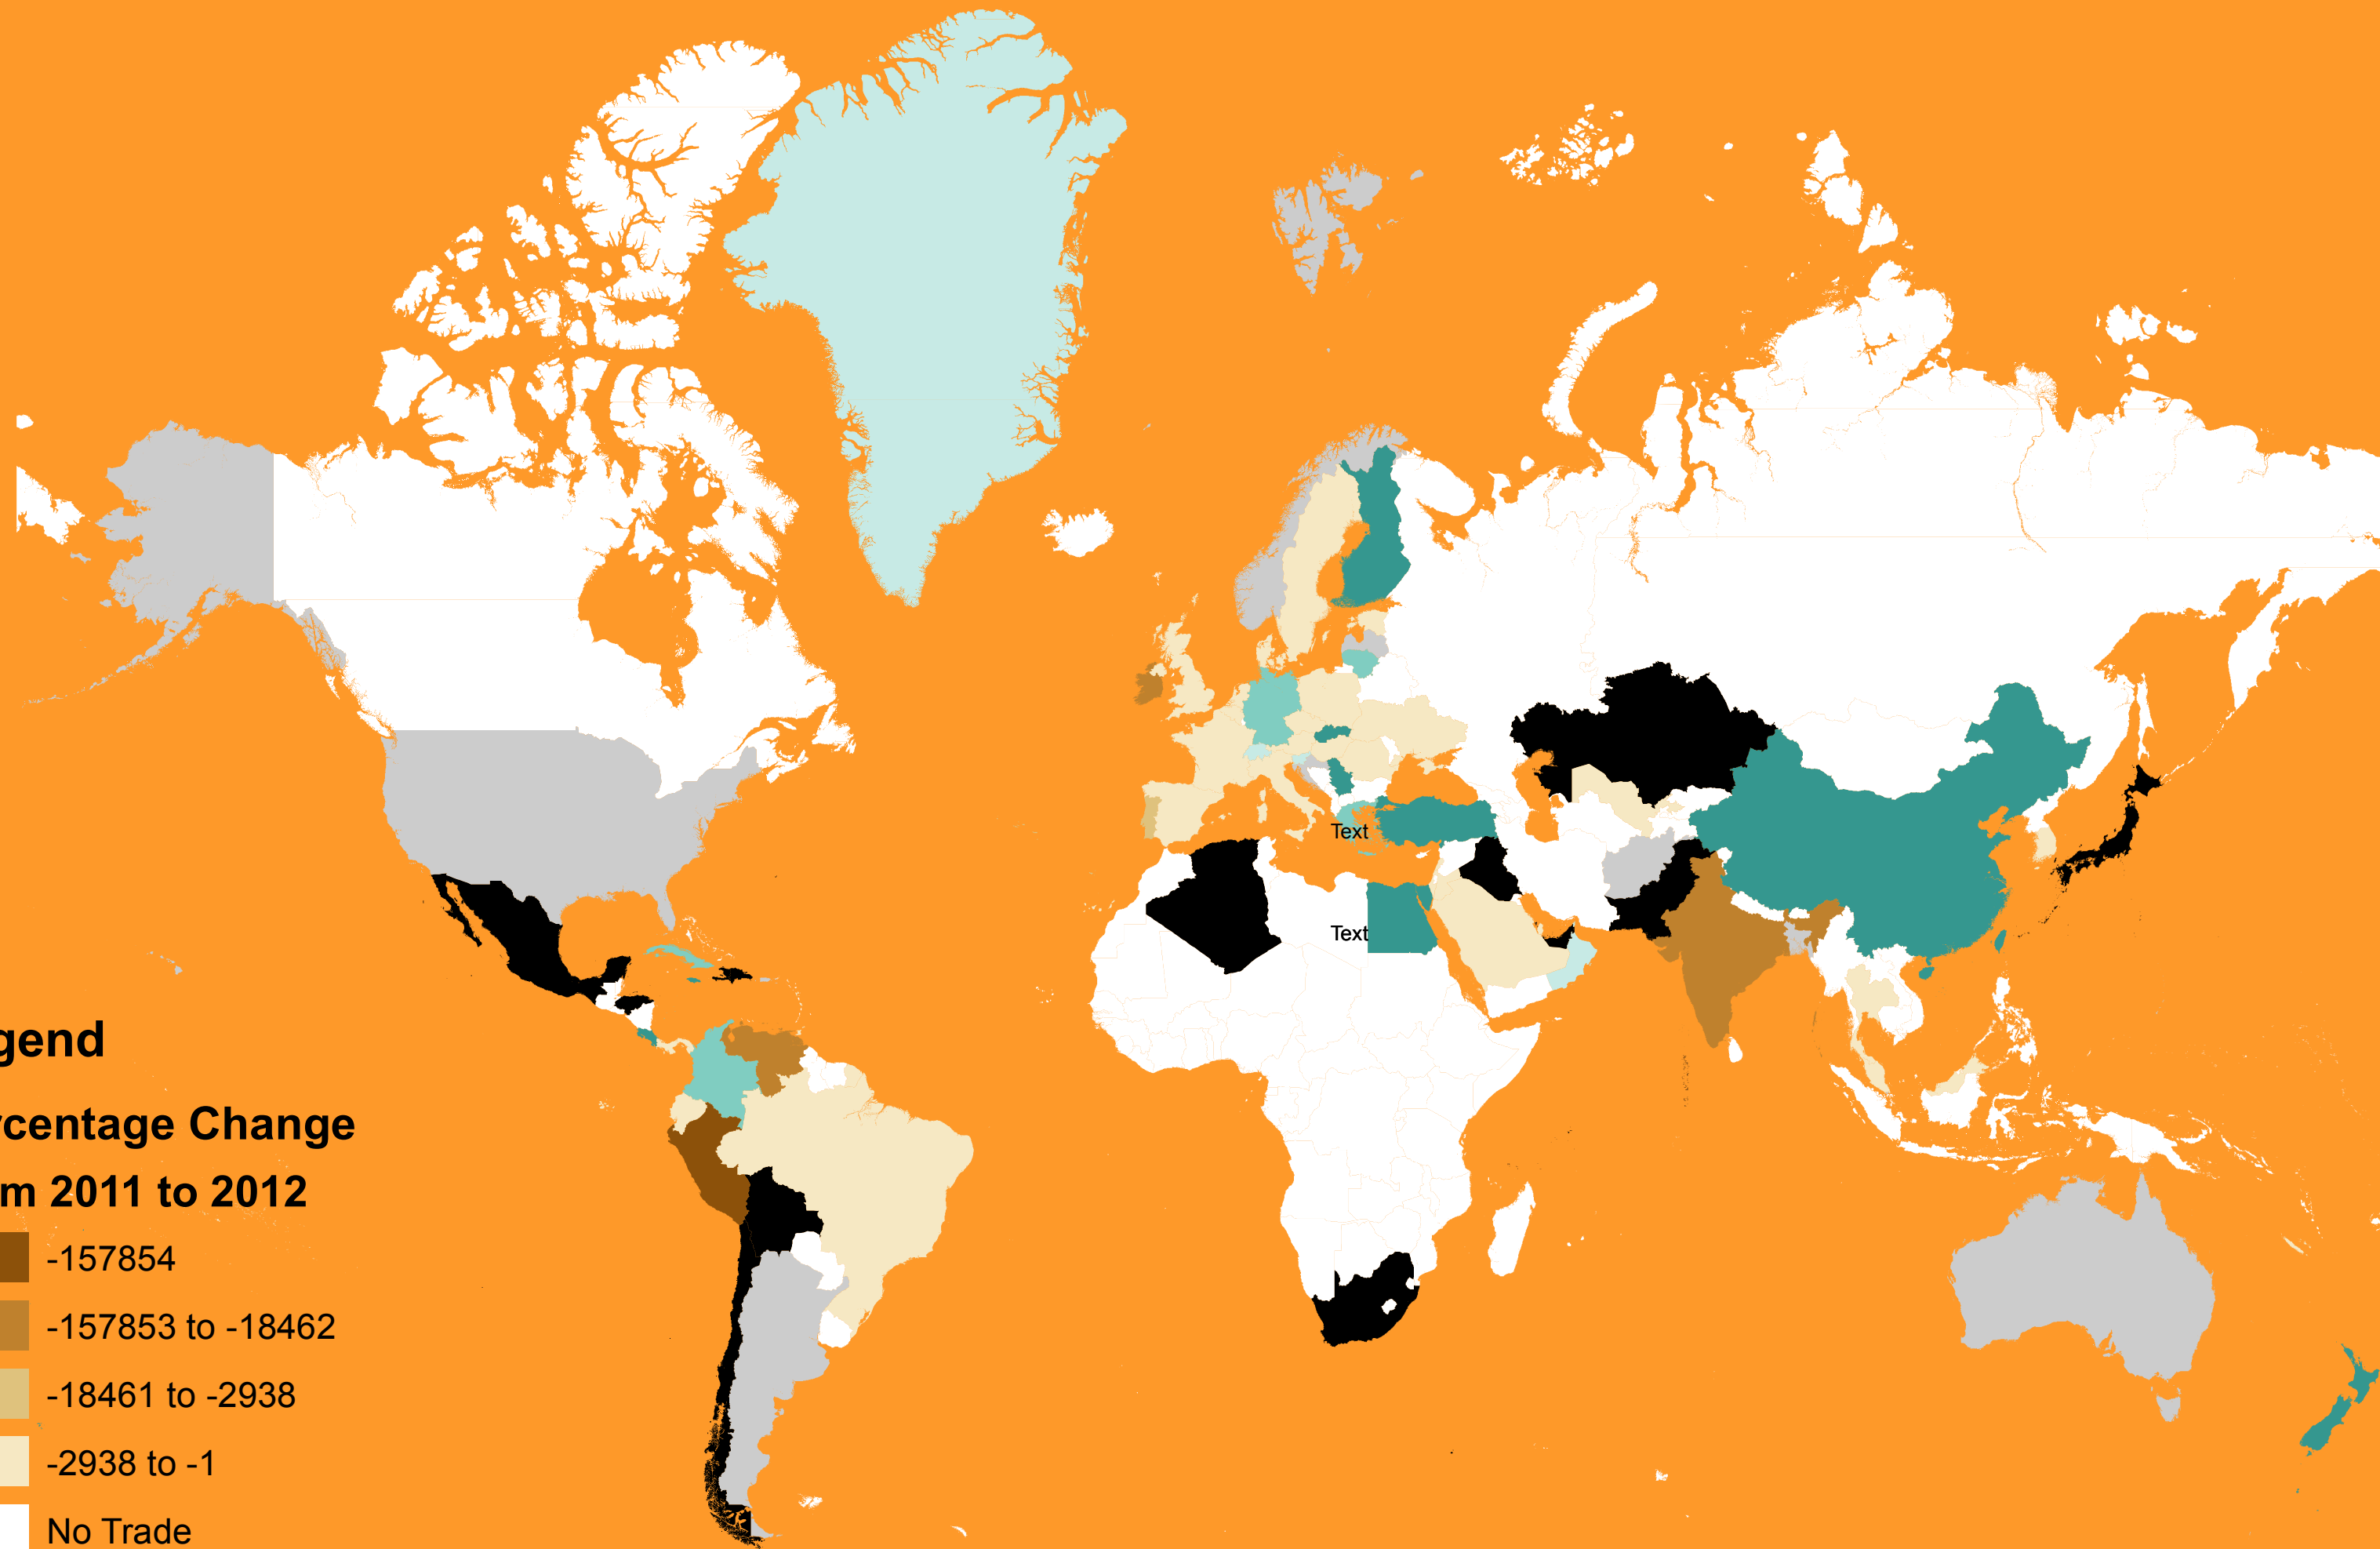 Text
Text
gend
rcentage Change
m 2011 to 2012
-157854
-157853 to -18462
-18461 to -2938
-2938 to -1
No Trade